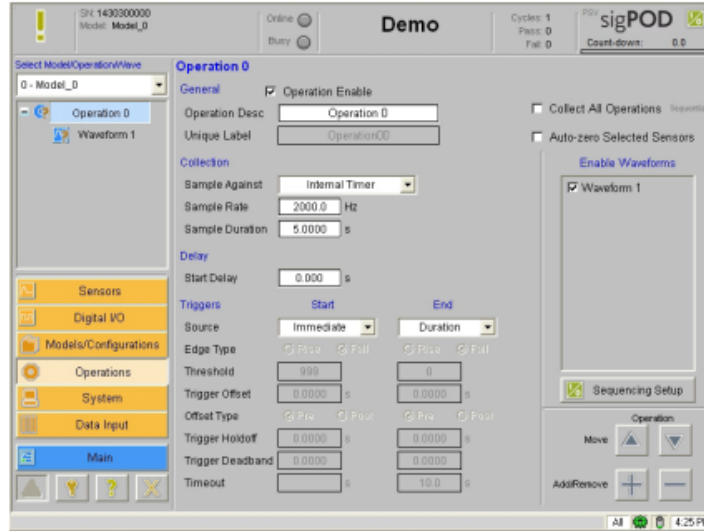 SN: 1430300000
Model: Model_0
Online
Busy
Demo
Cycles: 1
Pass: 0
Fail: 0
PSV sigPOD
Count-down: 0.0
Select Model/Operation/Wave
0 - Model_0
Operation 0
Waveform 1
Sensors
Digital I/O
Models/Configurations
Operations
System
Data Input
Main
Operation 0
General Operation Enable
Operation Desc Operation 0
Unique Label Operation00
Collection
Sample Against Internal Timer
Sample Rate 2000.0 Hz
Sample Duration 5.0000 s
Delay
Start Delay 0.000 s
Triggers Start End
Source Immediate Duration
Edge Type Rise Fall Rise Fall
Threshold 999 0
Trigger Offset 0.0000 s 0.0000 s
Offset Type Pre Post Pre Post
Trigger Holdoff 0.0000 s 0.0000 s
Trigger Deadband 0.0000 0.0000
Timeout s 10.0 s
Collect All Operations
Auto-zero Selected Sensors
Enable Waveforms
Waveform 1
Sequencing Setup
Operation
Move
Add/Remove
All 4:25 P